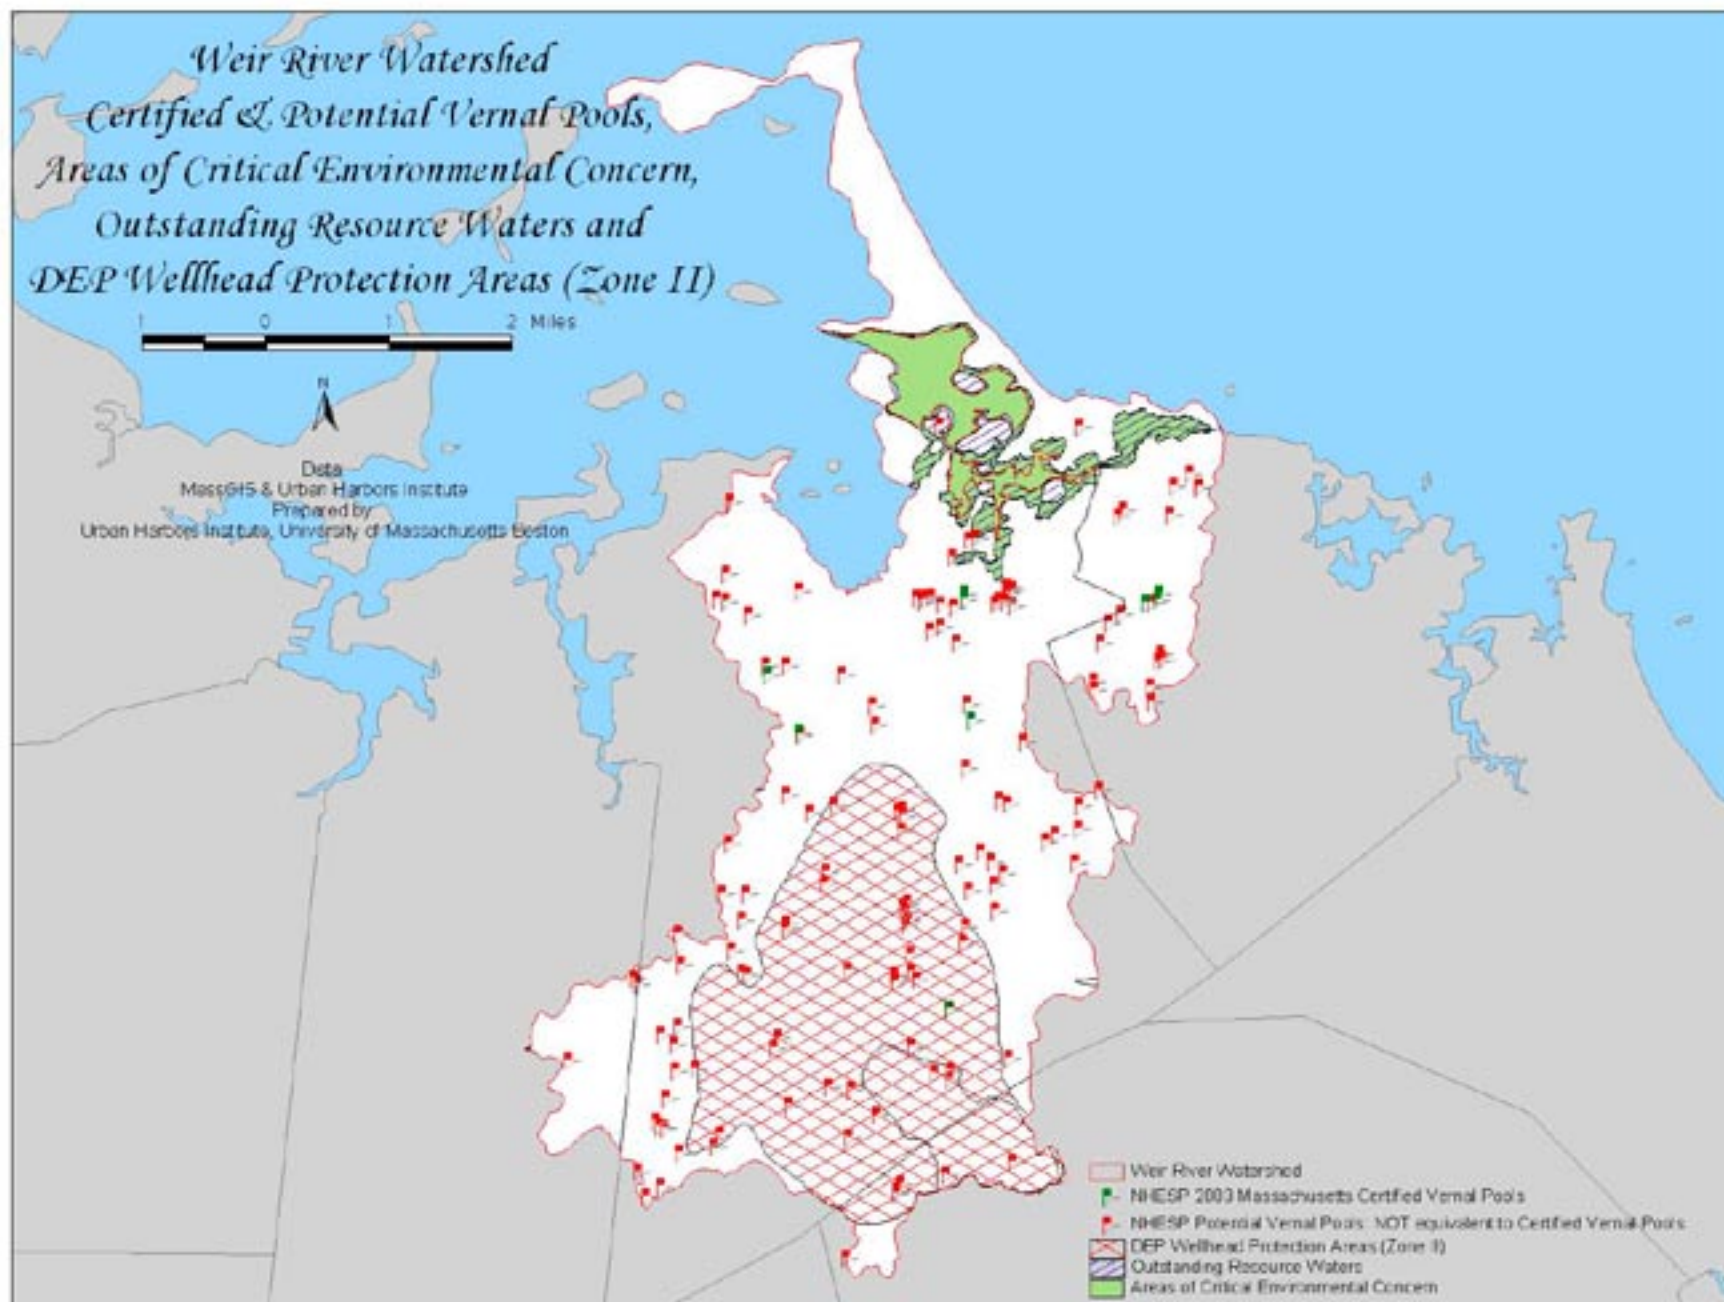 Weir River Watershed
Certified & Potential Vernal Pools,
Areas of Critical Environmental Concern,
Outstanding Resource Waters and
DEP Wellhead Protection Areas (Zone II)
1 0 1 2 Miles
N
Data
MassGIS & Urban Harbors Institute
Prepared by
Urban Harbors Institute, University of Massachusetts Boston
Weir River Watershed
NHESP 2003 Massachusetts Certified Vernal Pools
NHESP Potential Vernal Pools NOT equivalent to Certified Vernal Pools
DEP Wellhead Protection Areas (Zone II)
Outstanding Resource Waters
Areas of Critical Environmental Concern